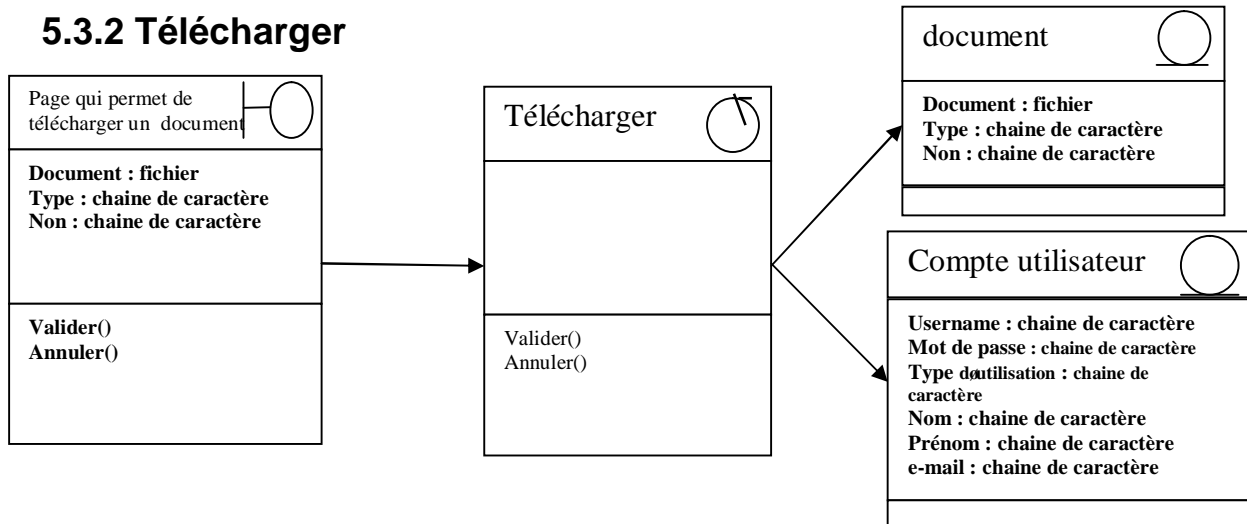 5.3.2 Télécharger
Page qui permet de
télécharger un document
Document : fichier
Type : chaine de caractère
Non : chaine de caractère
Valider()
Annuler()
Télécharger
Valider()
Annuler()
document
Document : fichier
Type : chaine de caractère
Non : chaine de caractère
Compte utilisateur
Username : chaine de caractère
Mot de passe : chaine de caractère
Type døutilisation : chaine de
caractère
Nom : chaine de caractère
Prénom : chaine de caractère
e-mail : chaine de caractère